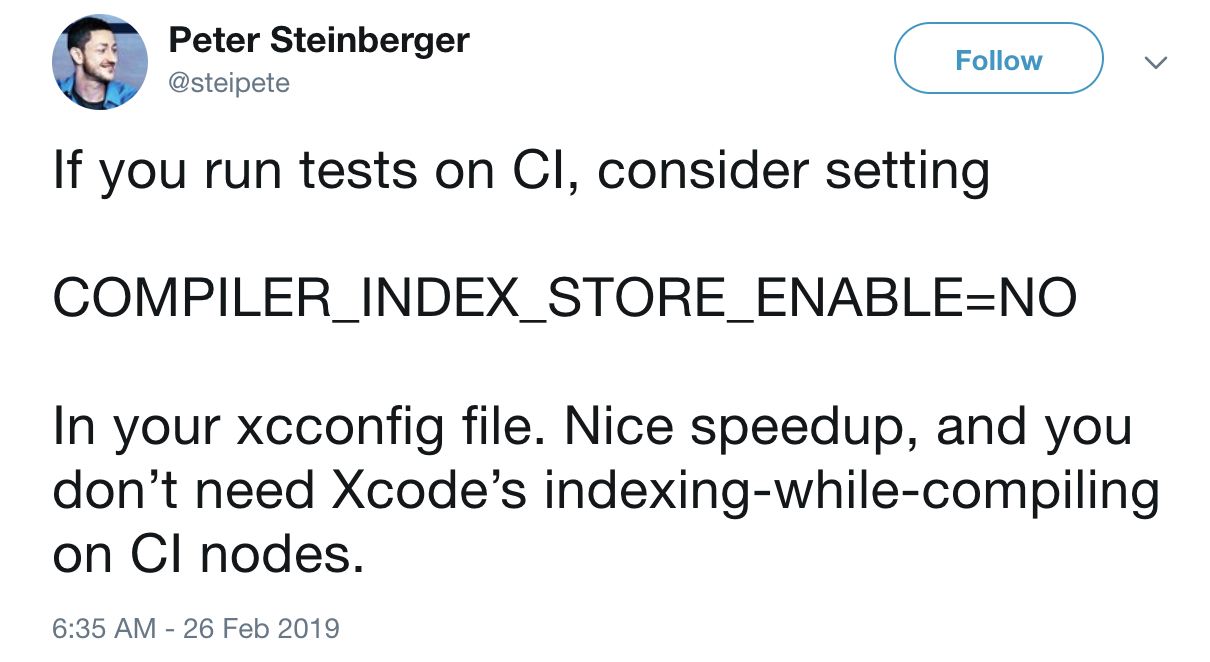 Peter Steinberger
@steipete
Follow
If you run tests on CI, consider setting
COMPILER_INDEX_STORE_ENABLE=NO
In your xcconfig file. Nice speedup, and you
don’t need Xcode’s indexing-while-compiling
on CI nodes.
6:35 AM - 26 Feb 2019